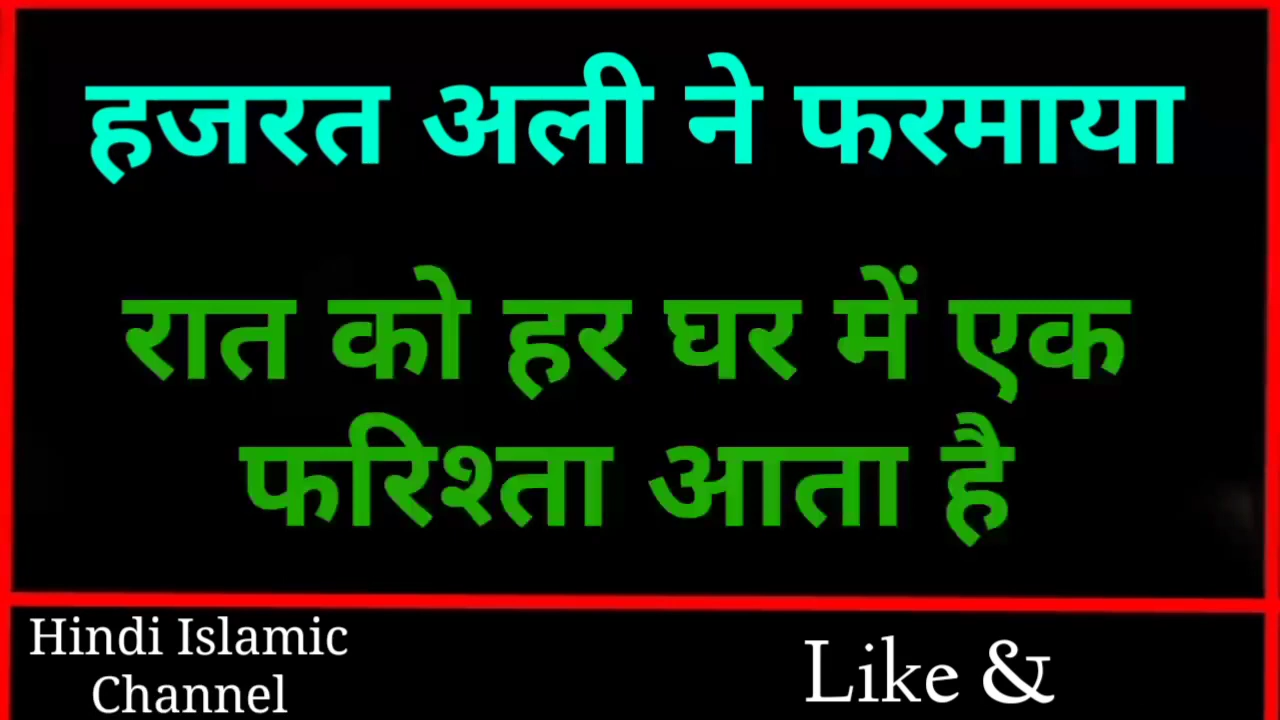 हजरत अली ने फरमाया
रात को हर घर में एक
फरिश्ता आता है
Hindi Islamic
Channel
Like &